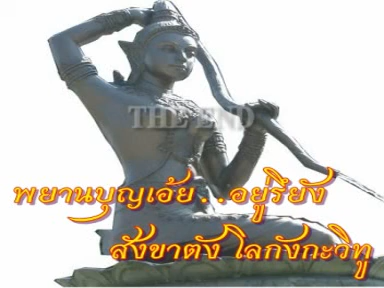 THE END
พยานบุญเอ้ย . . อยู่รึยัง
สังขาตัง โลกังกะวิทู